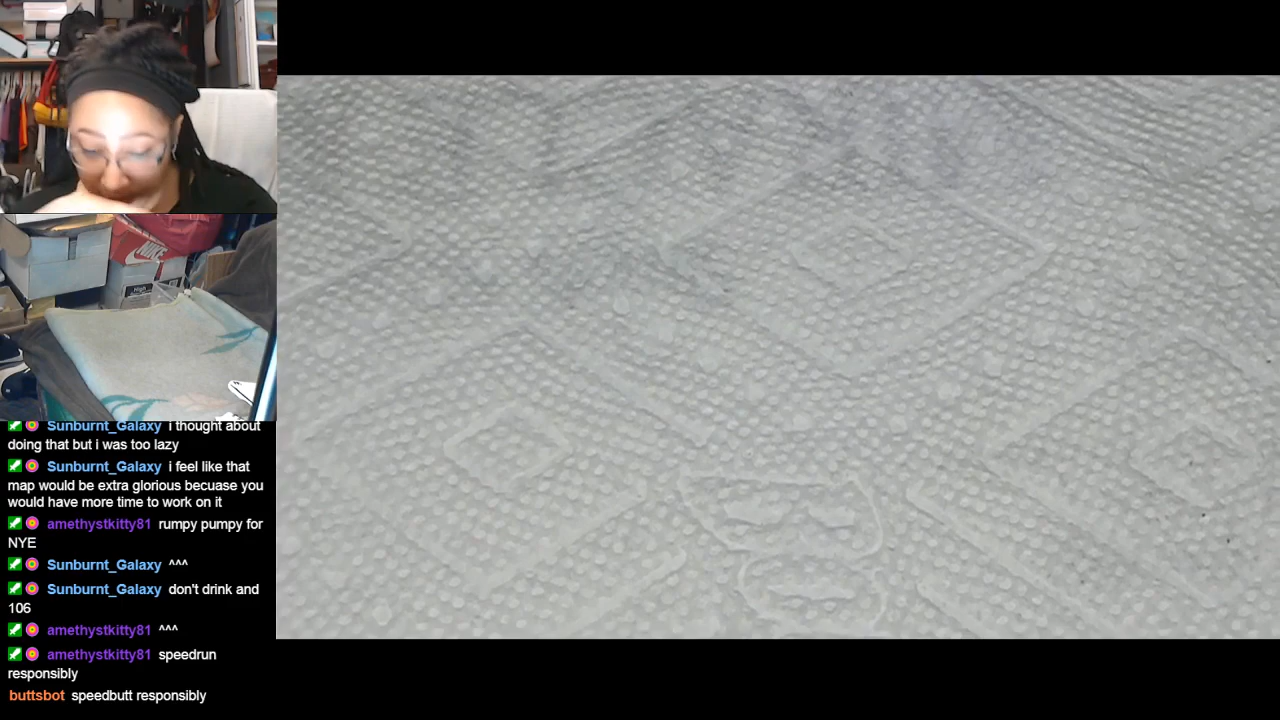 NIKE
High
Sunburnt_Galaxy i thought about
doing that but i was too lazy
Sunburnt_Galaxy i feel like that
map would be extra glorious becuase you
would have more time to work on it
amethystkitty81 rumpy pumpy for
NYE
Sunburnt_Galaxy ^^^
Sunburnt_Galaxy don't drink and
106
amethystkitty81 ^^^
amethystkitty81 speedrun
responsibly
buttsbot speedbutt responsibly